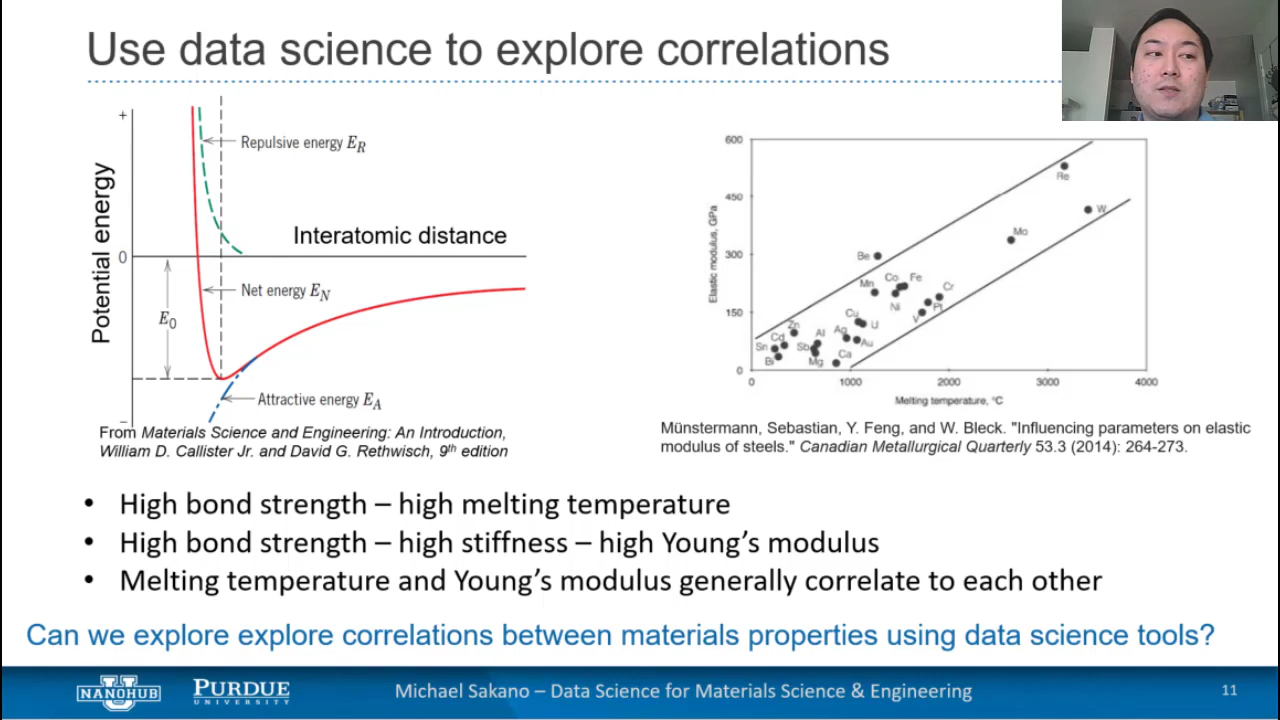 Use data science to explore correlations
+
Repulsive energy E_R
Potential energy
Interatomic distance
0
Net energy E_N
E_0
Attractive energy E_A
–
From Materials Science and Engineering: An Introduction,
William D. Callister Jr. and David G. Rethwisch, 9th edition
600
450
300
150
0
Elastic modulus, GPa
Re
W
Mo
Be
Co
Fe
Mn
Cr
Ni
Pt
V
Cu
U
Zn
Al
Ag
Au
Cd
Sn
Sb
Ca
Bi
Mg
0
1000
2000
3000
4000
Melting temperature, °C
Münstermann, Sebastian, Y. Feng, and W. Bleck. "Influencing parameters on elastic
modulus of steels." Canadian Metallurgical Quarterly 53.3 (2014): 264-273.
• High bond strength – high melting temperature
• High bond strength – high stiffness – high Young’s modulus
• Melting temperature and Young’s modulus generally correlate to each other
Can we explore explore correlations between materials properties using data science tools?
NANOHUB
PURDUE
UNIVERSITY
Michael Sakano – Data Science for Materials Science & Engineering
11